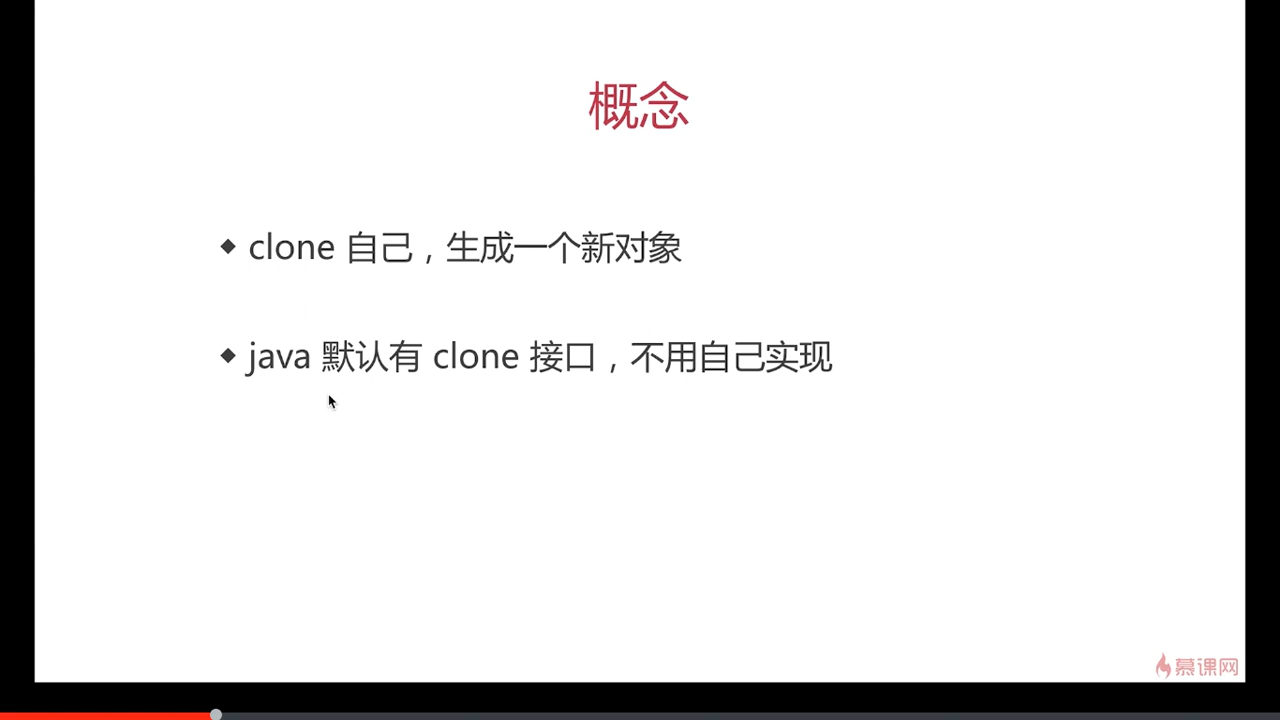 概念
clone 自己，生成一个新对象
java 默认有 clone 接口，不用自己实现
慕课网